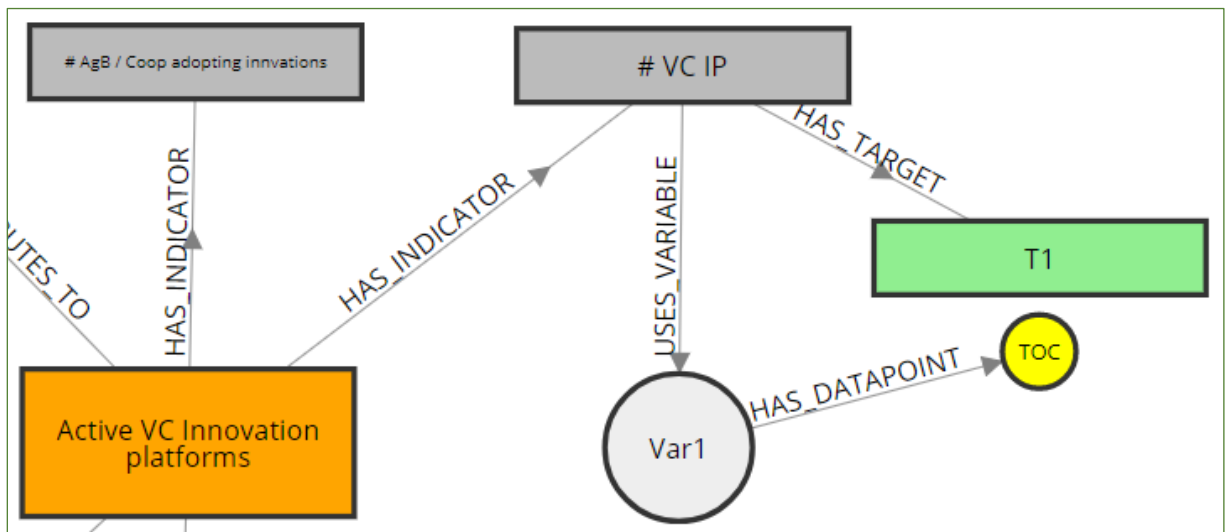 # AgB / Coop adopting innvations
# VC IP
HAS_TARGET
HAS_INDICATOR
HAS_INDICATOR
USES_VARIABLE
UTES_TO
T1
TOC
HAS_DATAPOINT
Active VC Innovation
platforms
Var1